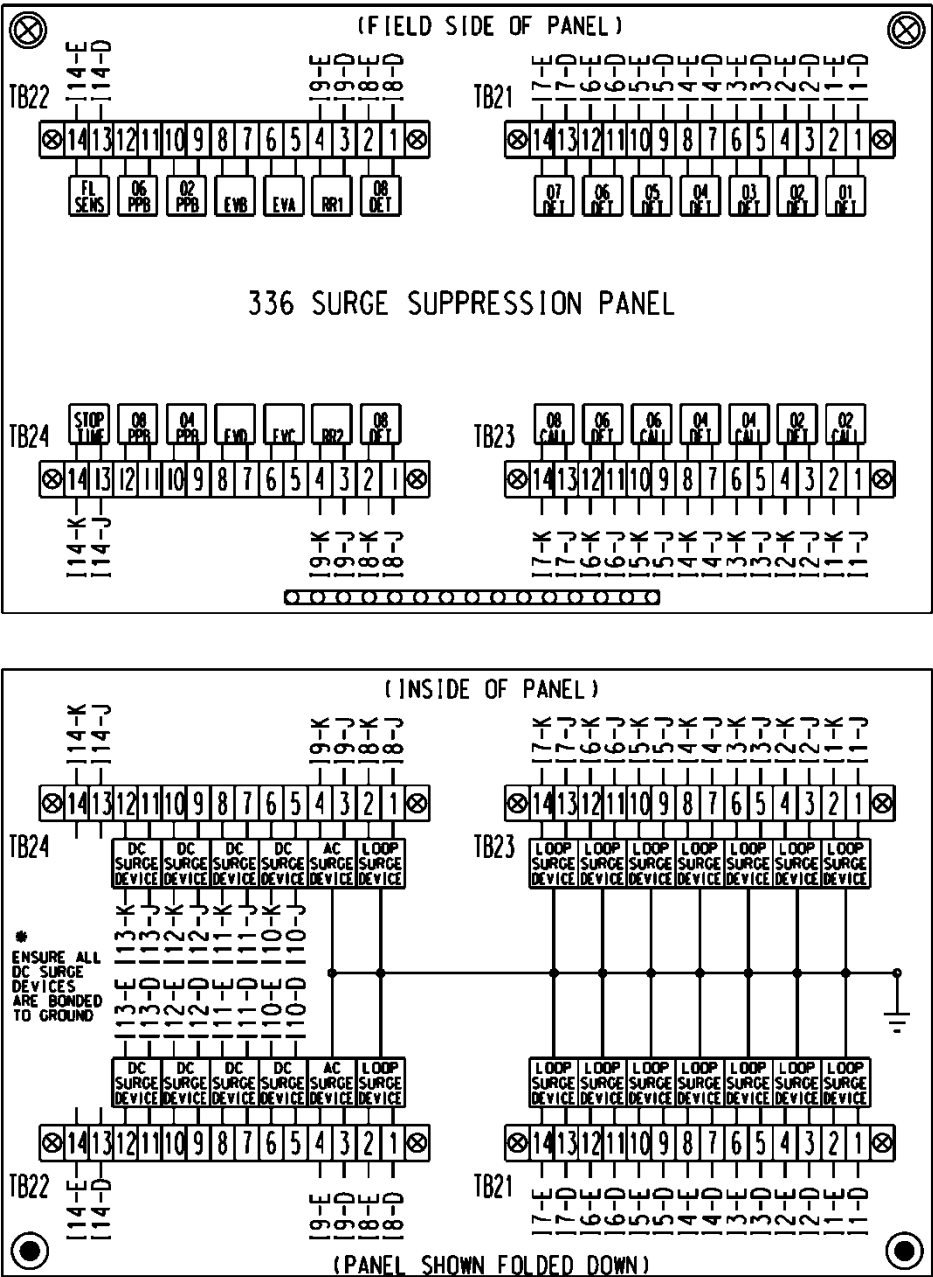 (FIELD SIDE OF PANEL)
I14-E I14-D I9-E I9-D I8-E I8-D
I7-E I7-D I6-E I6-D I5-E I5-D I4-E I4-D I3-E I3-D I2-E I2-D I1-E I1-D
TB22
14 13 12 11 10 9 8 7 6 5 4 3 2 1
FL SENS
06 PPB
02 PPB
EVB
EVA
RR1
08 DET
TB21
14 13 12 11 10 9 8 7 6 5 4 3 2 1
07 DET
06 DET
05 DET
04 DET
03 DET
02 DET
01 DET
336 SURGE SUPPRESSION PANEL
STOP TIME
08 PPB
04 PPB
EVD
EVC
RR2
08 DET
TB24
14 13 12 11 10 9 8 7 6 5 4 3 2 1
I14-K I14-J I9-K I9-J I8-K I8-J
08 CALL
06 DET
06 CALL
04 DET
04 CALL
02 DET
02 CALL
TB23
14 13 12 11 10 9 8 7 6 5 4 3 2 1
I7-K I7-J I6-K I6-J I5-K I5-J I4-K I4-J I3-K I3-J I2-K I2-J I1-K I1-J
(INSIDE OF PANEL)
I14-K I14-J I9-K I9-J I8-K I8-J
14 13 12 11 10 9 8 7 6 5 4 3 2 1
TB24
DC DC DC DC AC LOOP
SURGE SURGE SURGE SURGE SURGE SURGE
DEVICE DEVICE DEVICE DEVICE DEVICE DEVICE
I13-K I13-J I12-K I12-J I11-K I11-J I10-K I10-J
I7-K I7-J I6-K I6-J I5-K I5-J I4-K I4-J I3-K I3-J I2-K I2-J I1-K I1-J
14 13 12 11 10 9 8 7 6 5 4 3 2 1
TB23
LOOP LOOP LOOP LOOP LOOP LOOP LOOP
SURGE SURGE SURGE SURGE SURGE SURGE SURGE
DEVICE DEVICE DEVICE DEVICE DEVICE DEVICE DEVICE
*
ENSURE ALL
DC SURGE
DEVICES
ARE BONDED
TO GROUND
I13-E I13-D I12-E I12-D I11-E I11-D I10-E I10-D
DC DC DC DC AC LOOP
SURGE SURGE SURGE SURGE SURGE SURGE
DEVICE DEVICE DEVICE DEVICE DEVICE DEVICE
14 13 12 11 10 9 8 7 6 5 4 3 2 1
TB22
I14-E I14-D I9-E I9-D I8-E I8-D
LOOP LOOP LOOP LOOP LOOP LOOP LOOP
SURGE SURGE SURGE SURGE SURGE SURGE SURGE
DEVICE DEVICE DEVICE DEVICE DEVICE DEVICE DEVICE
14 13 12 11 10 9 8 7 6 5 4 3 2 1
TB21
I7-E I7-D I6-E I6-D I5-E I5-D I4-E I4-D I3-E I3-D I2-E I2-D I1-E I1-D
(PANEL SHOWN FOLDED DOWN)